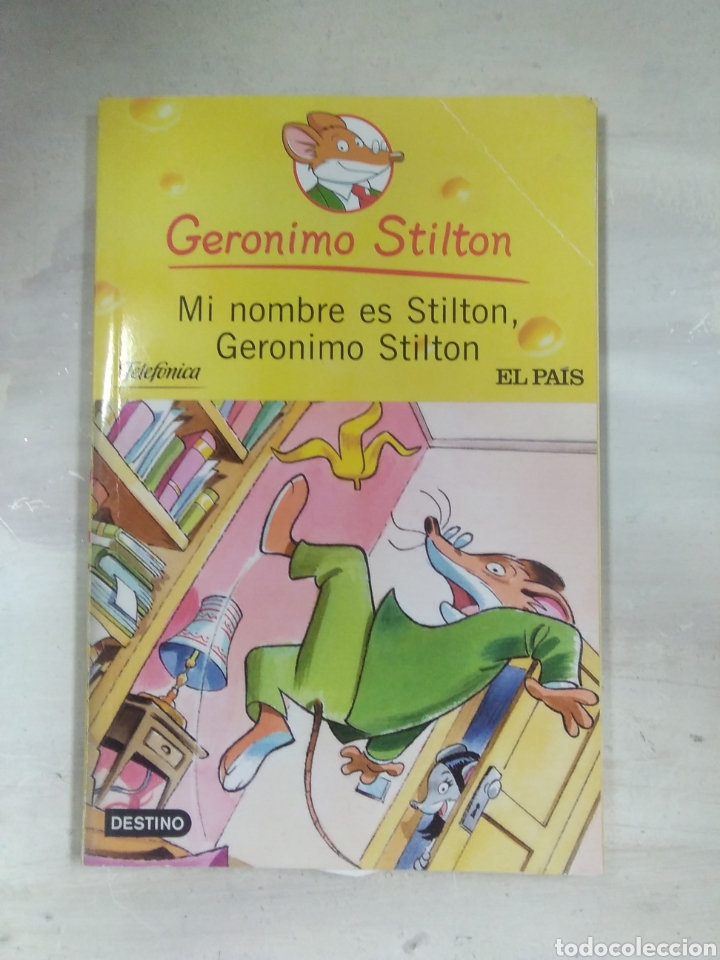 Geronimo Stilton
Mi nombre es Stilton,
Geronimo Stilton
Telefónica
EL PAÍS
DESTINO
todocoleccion